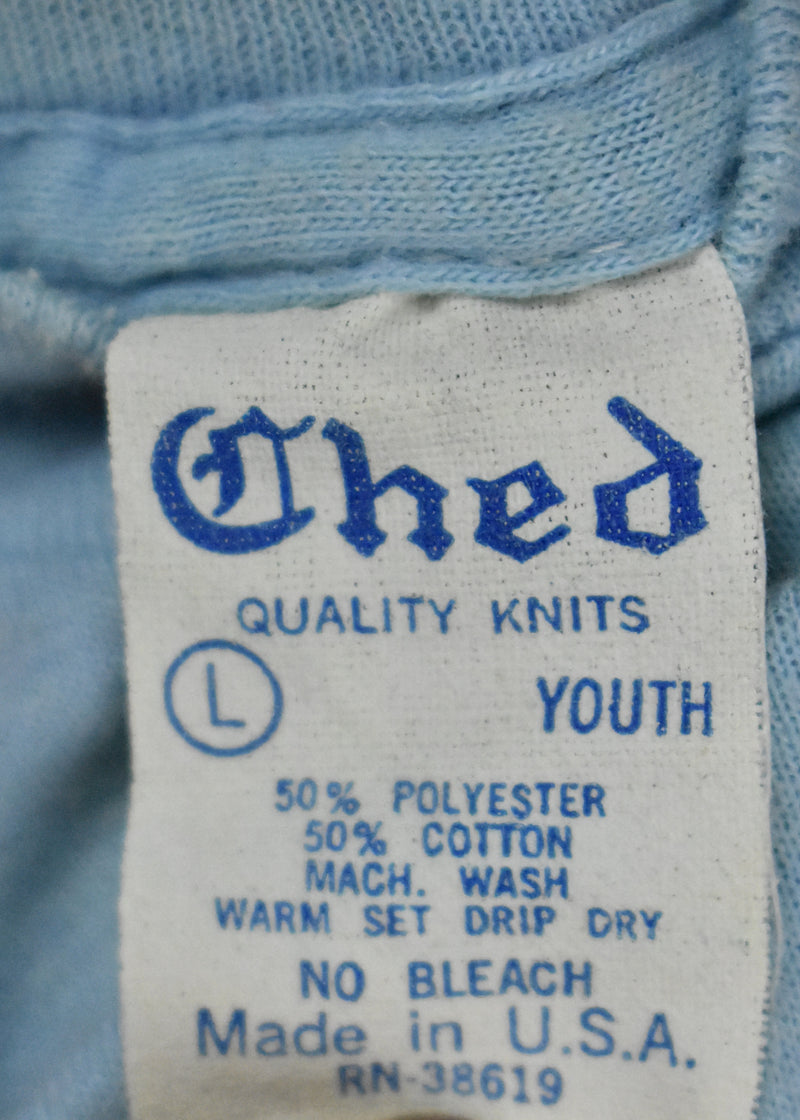 Ched
QUALITY KNITS
L YOUTH
50% POLYESTER
50% COTTON
MACH. WASH
WARM SET DRIP DRY
NO BLEACH
Made in U.S.A.
RN-38619